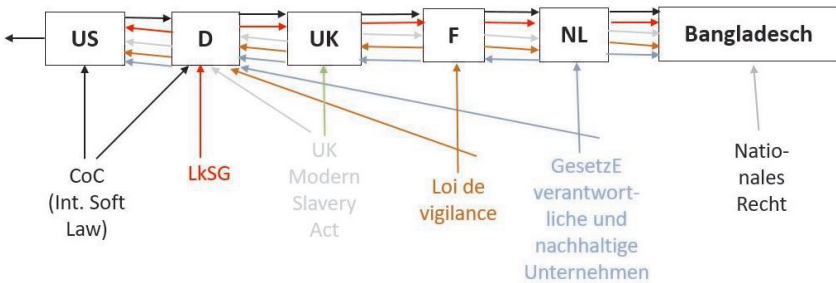 US
D
UK
F
NL
Bangladesch
CoC
(Int. Soft
Law)
LkSG
UK
Modern
Slavery
Act
Loi de
vigilance
GesetzE
verantwort-
liche und
nachhaltige
Unternehmen
Natio-
nales
Recht